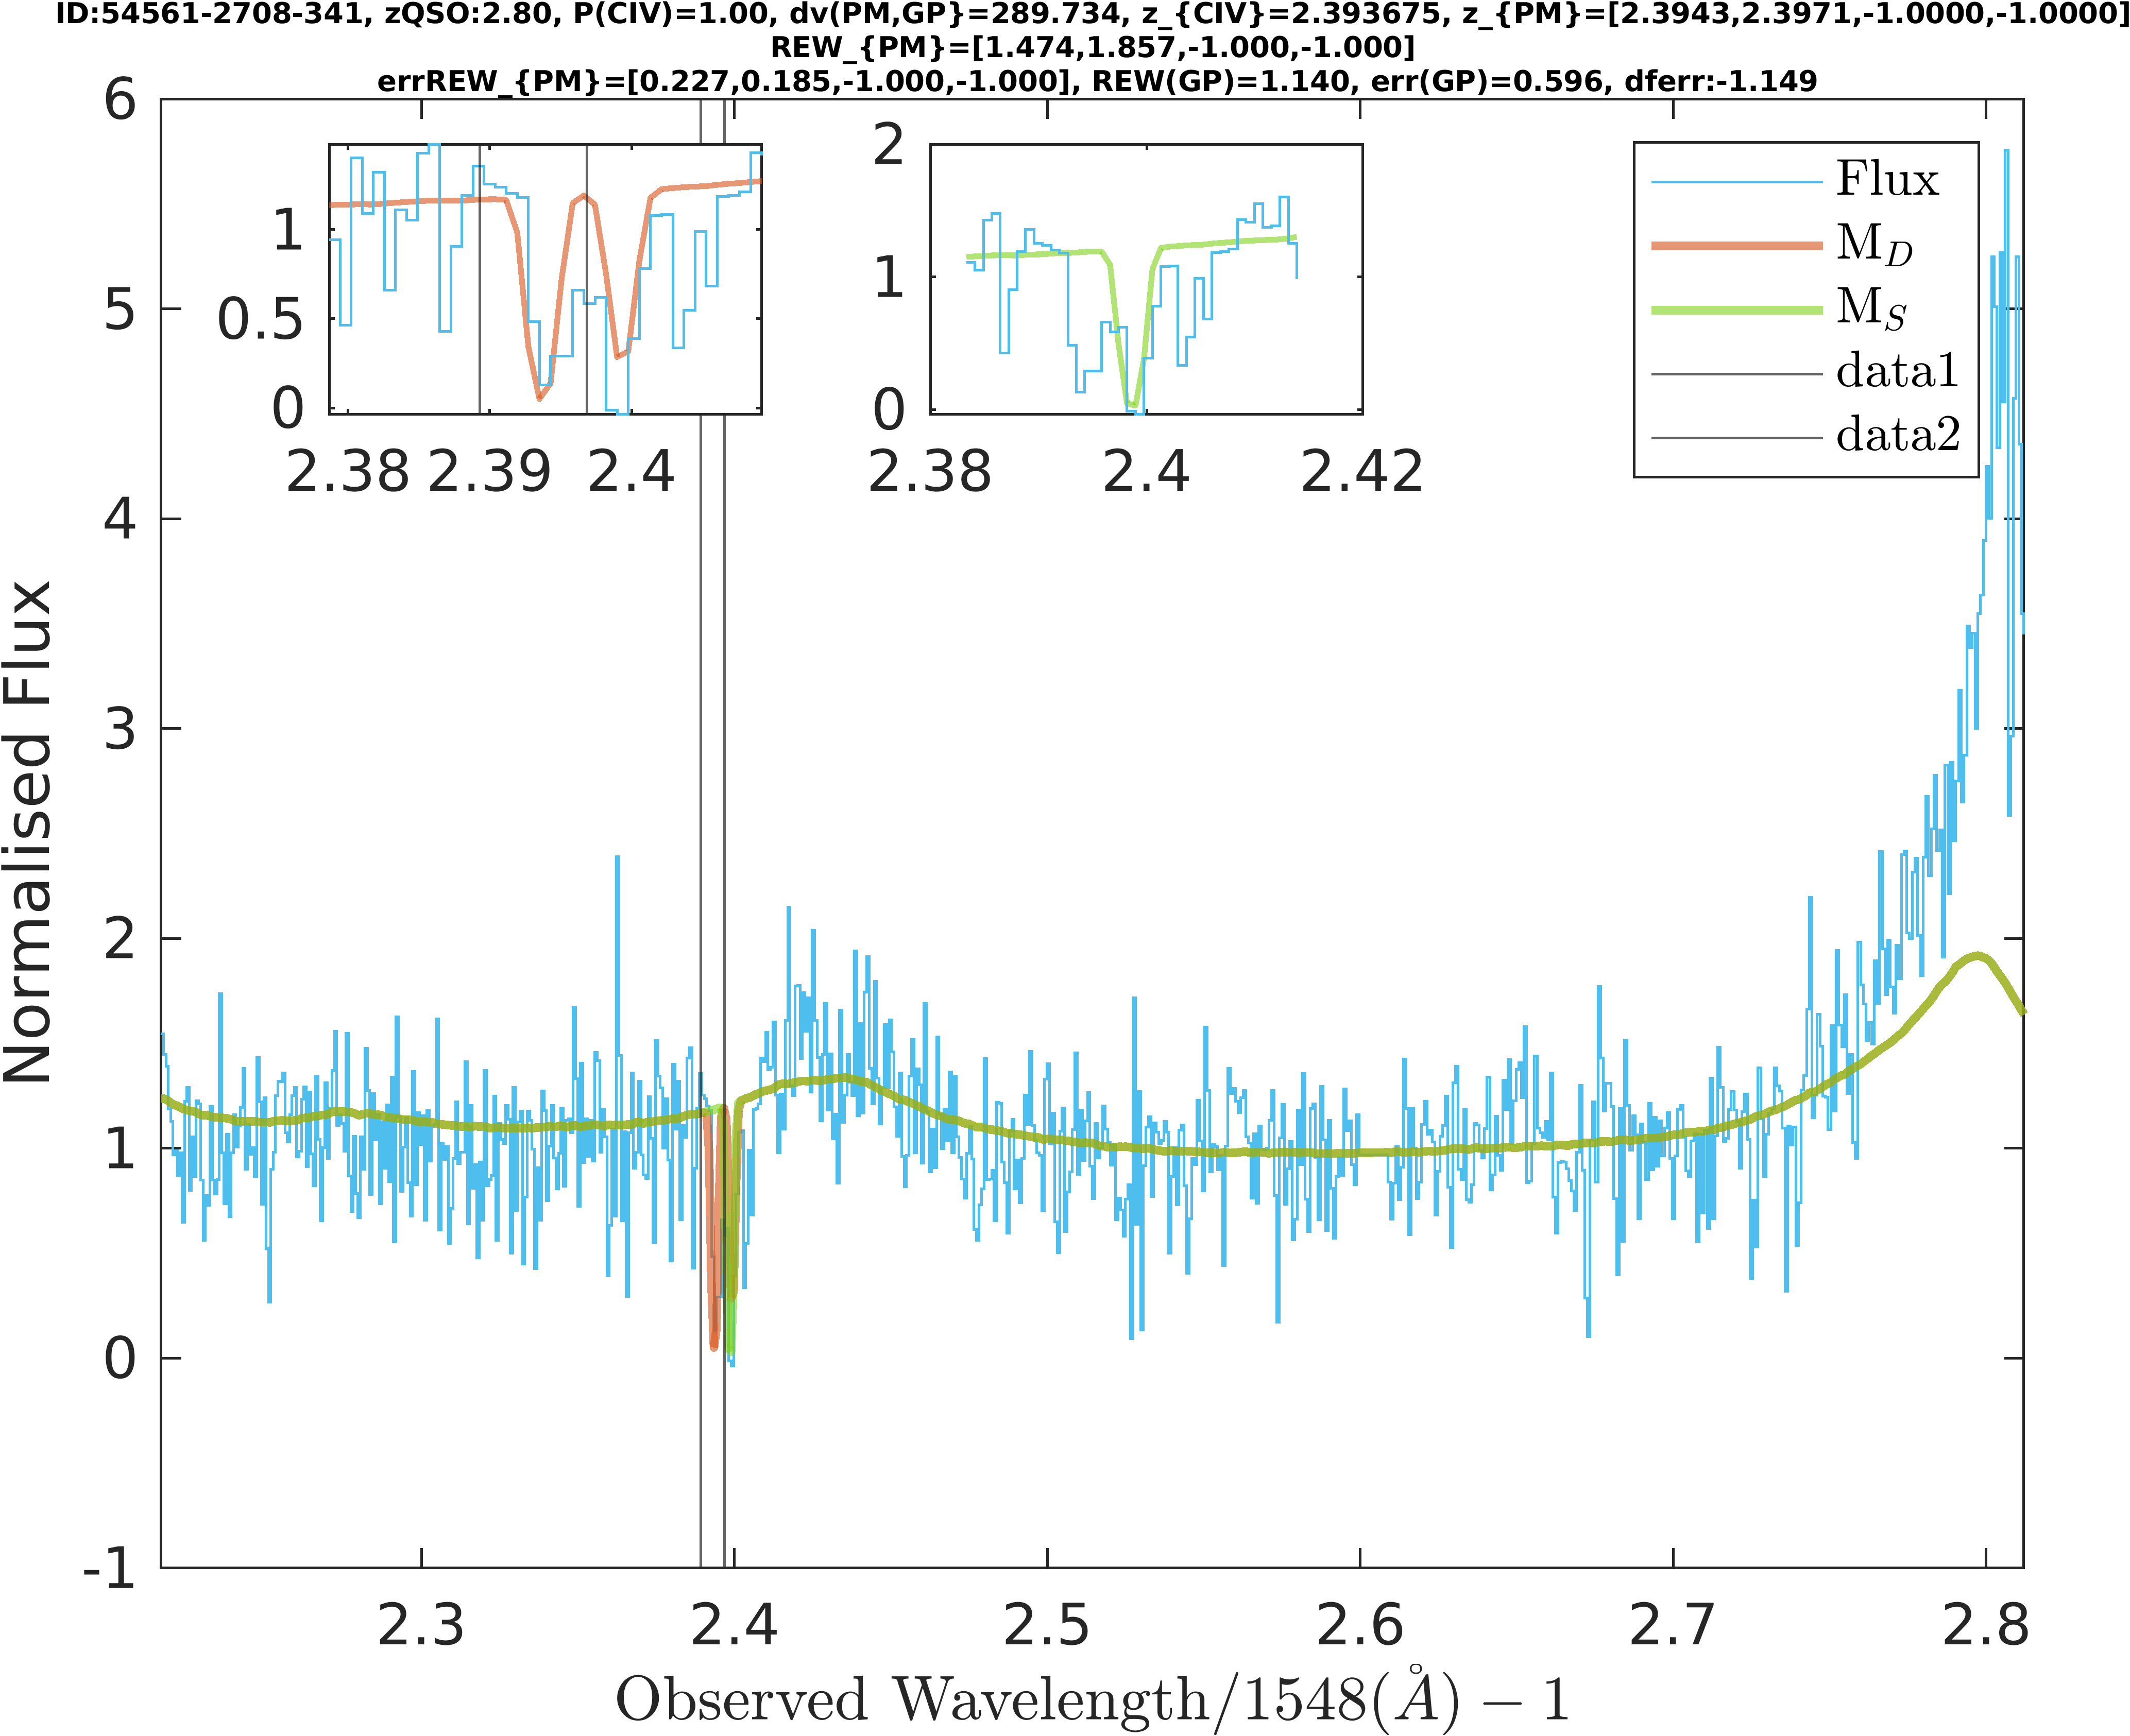 ID:54561-2708-341, zQSO:2.80, P(CIV)=1.00, dv(PM,GP}=289.734, z_{CIV}=2.393675, z_{PM}=[2.3943,2.3971,-1.0000,-1.0000]
REW_{PM}=[1.474,1.857,-1.000,-1.000]
errREW_{PM}=[0.227,0.185,-1.000,-1.000], REW(GP)=1.140, err(GP)=0.596, dferr:-1.149
6
5
4
3
2
1
0
-1
Normalised Flux
1
0.5
0
2.38 2.39 2.4
2
1
0
2.38 2.4 2.42
Flux
M_D
M_S
data1
data2
2.3 2.4 2.5 2.6 2.7 2.8
Observed Wavelength/1548(Å) − 1